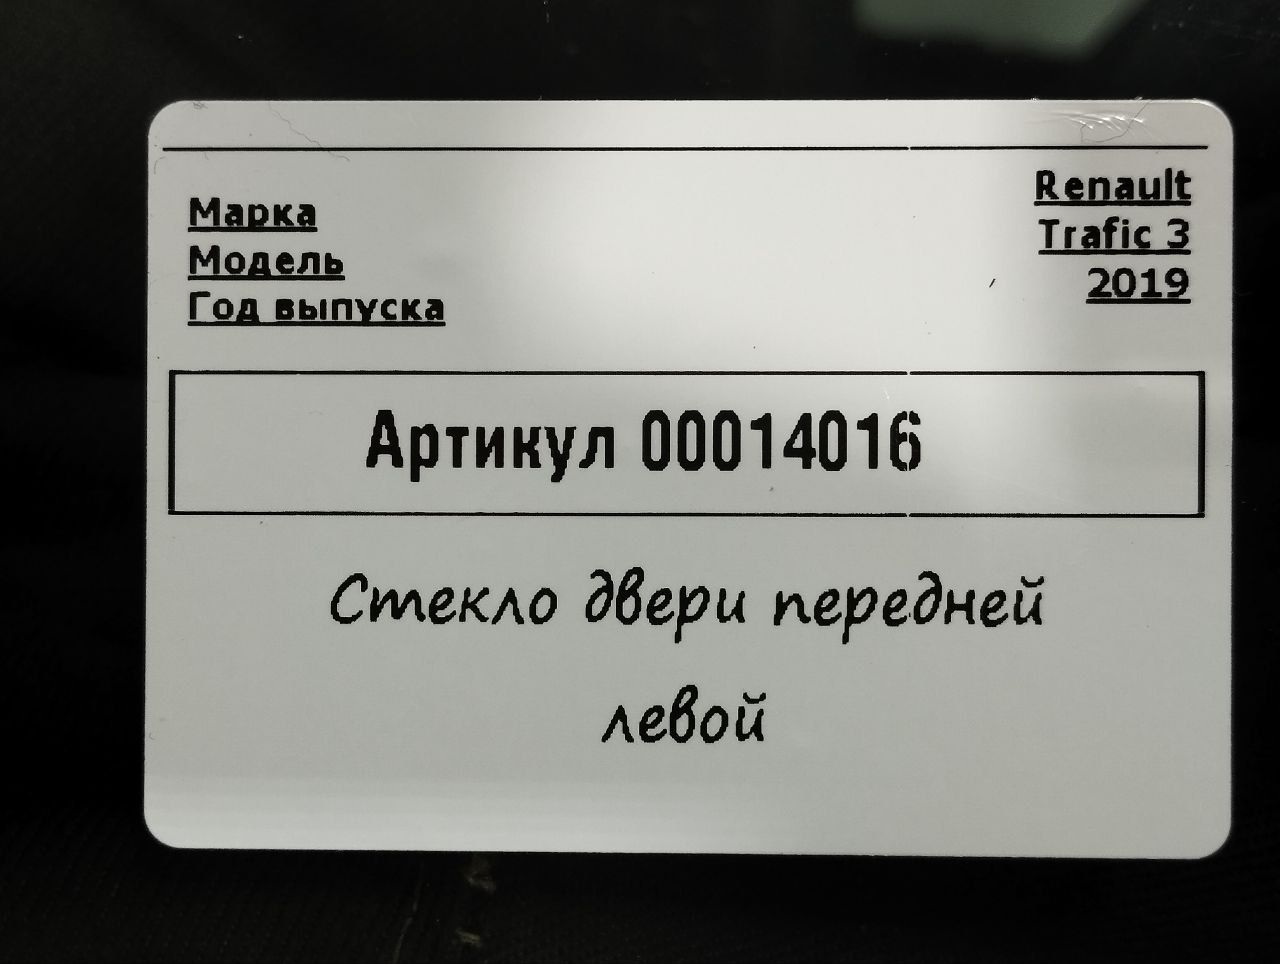 Марка Renault
Модель Trafic 3
Год выпуска 2019
Артикул 00014016
Стекло двери передней
левой